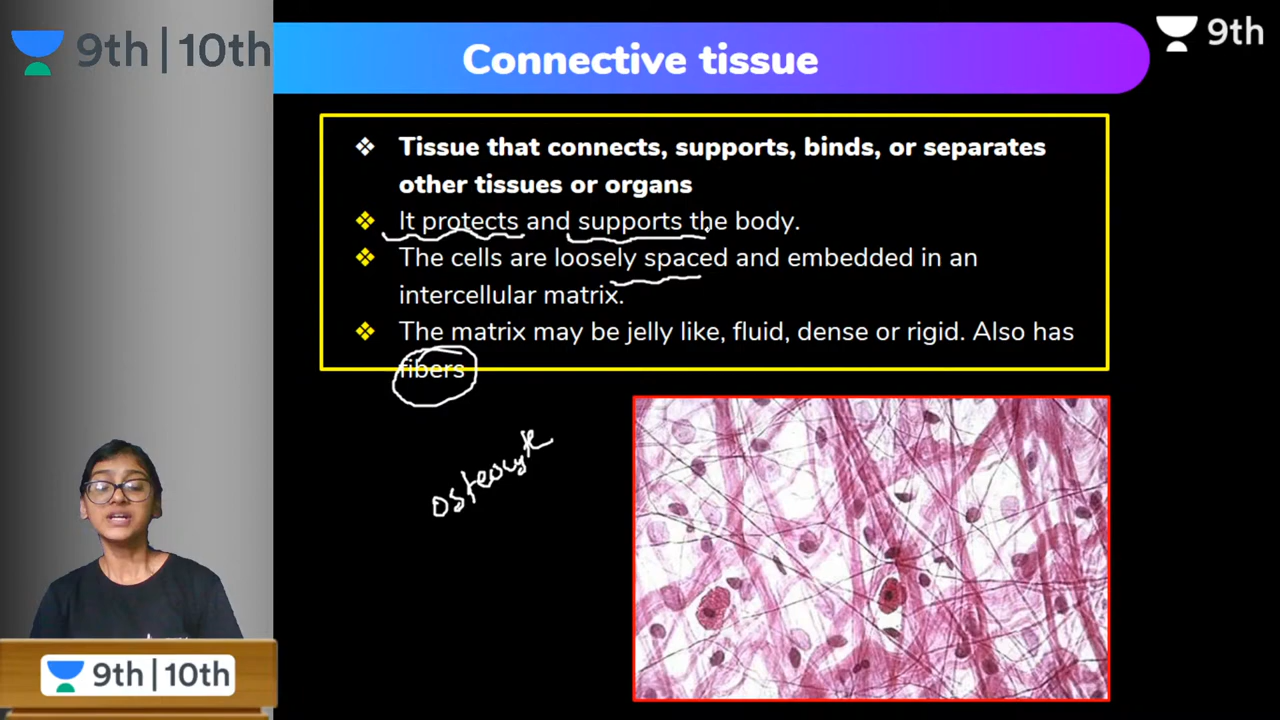 9th | 10th
Connective tissue
9th
❖ Tissue that connects, supports, binds, or separates
other tissues or organs
❖ It protects and supports the body.
❖ The cells are loosely spaced and embedded in an
intercellular matrix.
❖ The matrix may be jelly like, fluid, dense or rigid. Also has
fibers
osteocyte
9th | 10th